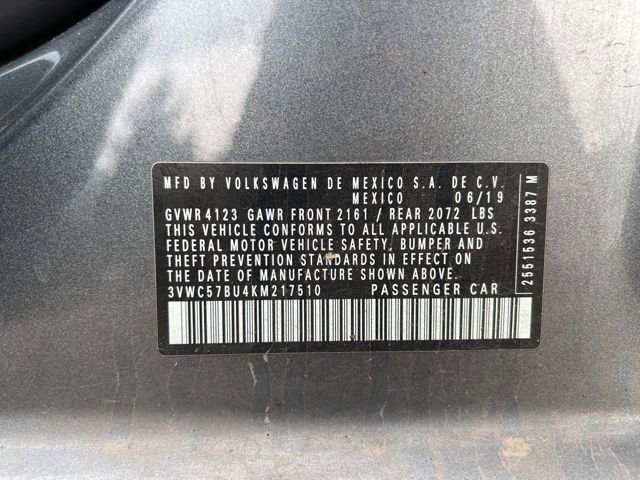 MFD BY VOLKSWAGEN DE MEXICO S.A. DE C.V.
MEXICO 06/19
GVWR 4123 GAWR FRONT 2161 / REAR 2072 LBS
THIS VEHICLE CONFORMS TO ALL APPLICABLE U.S.
FEDERAL MOTOR VEHICLE SAFETY, BUMPER AND
THEFT PREVENTION STANDARDS IN EFFECT ON
THE DATE OF MANUFACTURE SHOWN ABOVE.
3VWC57BU4KM217510 PASSENGER CAR
2551536 3387 M